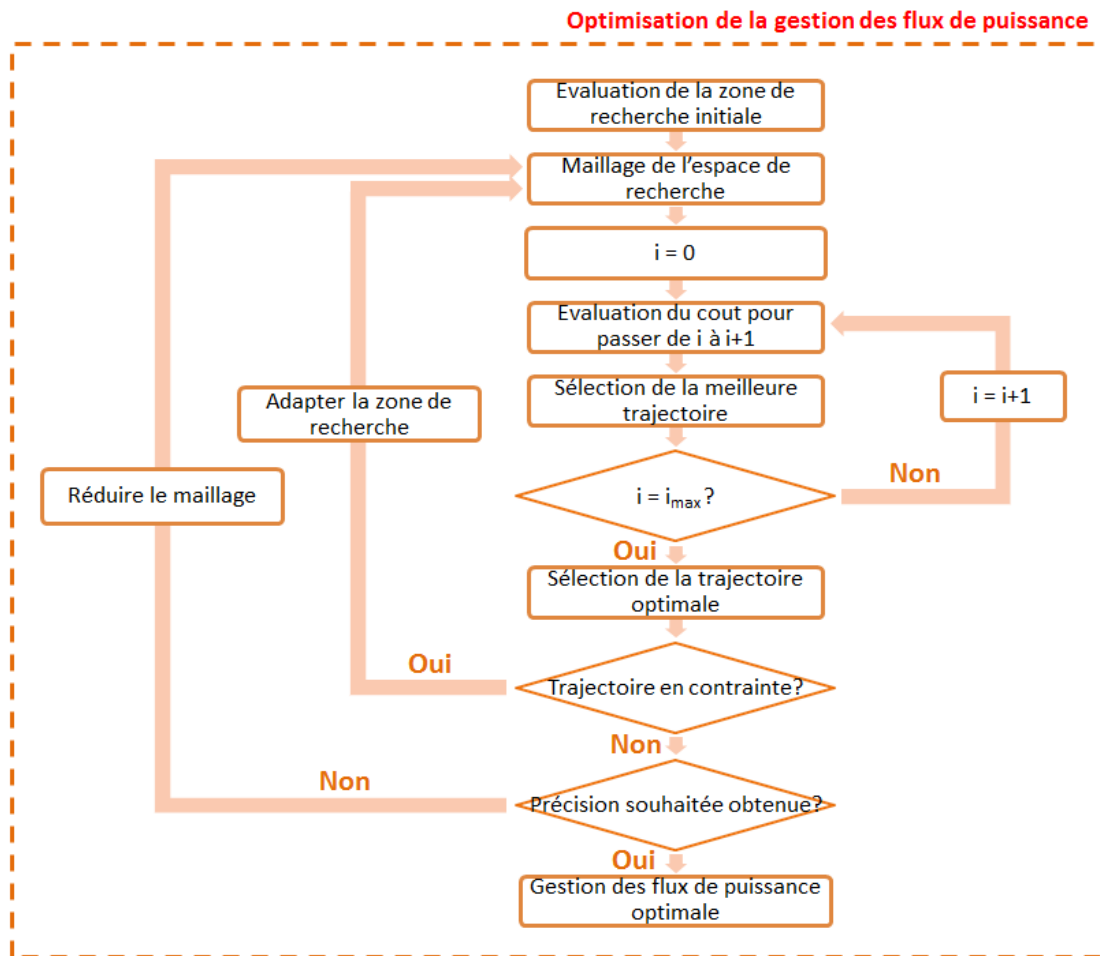 Optimisation de la gestion des flux de puissance
Evaluation de la zone de
recherche initiale
Maillage de l'espace de
recherche
i = 0
Evaluation du cout pour
passer de i à i+1
Sélection de la meilleure
trajectoire
i = i+1
Adapter la zone de
recherche
Réduire le maillage
i = imax ?
Non
Oui
Sélection de la trajectoire
optimale
Oui
Trajectoire en contrainte?
Non
Non
Précision souhaitée obtenue?
Oui
Gestion des flux de puissance
optimale